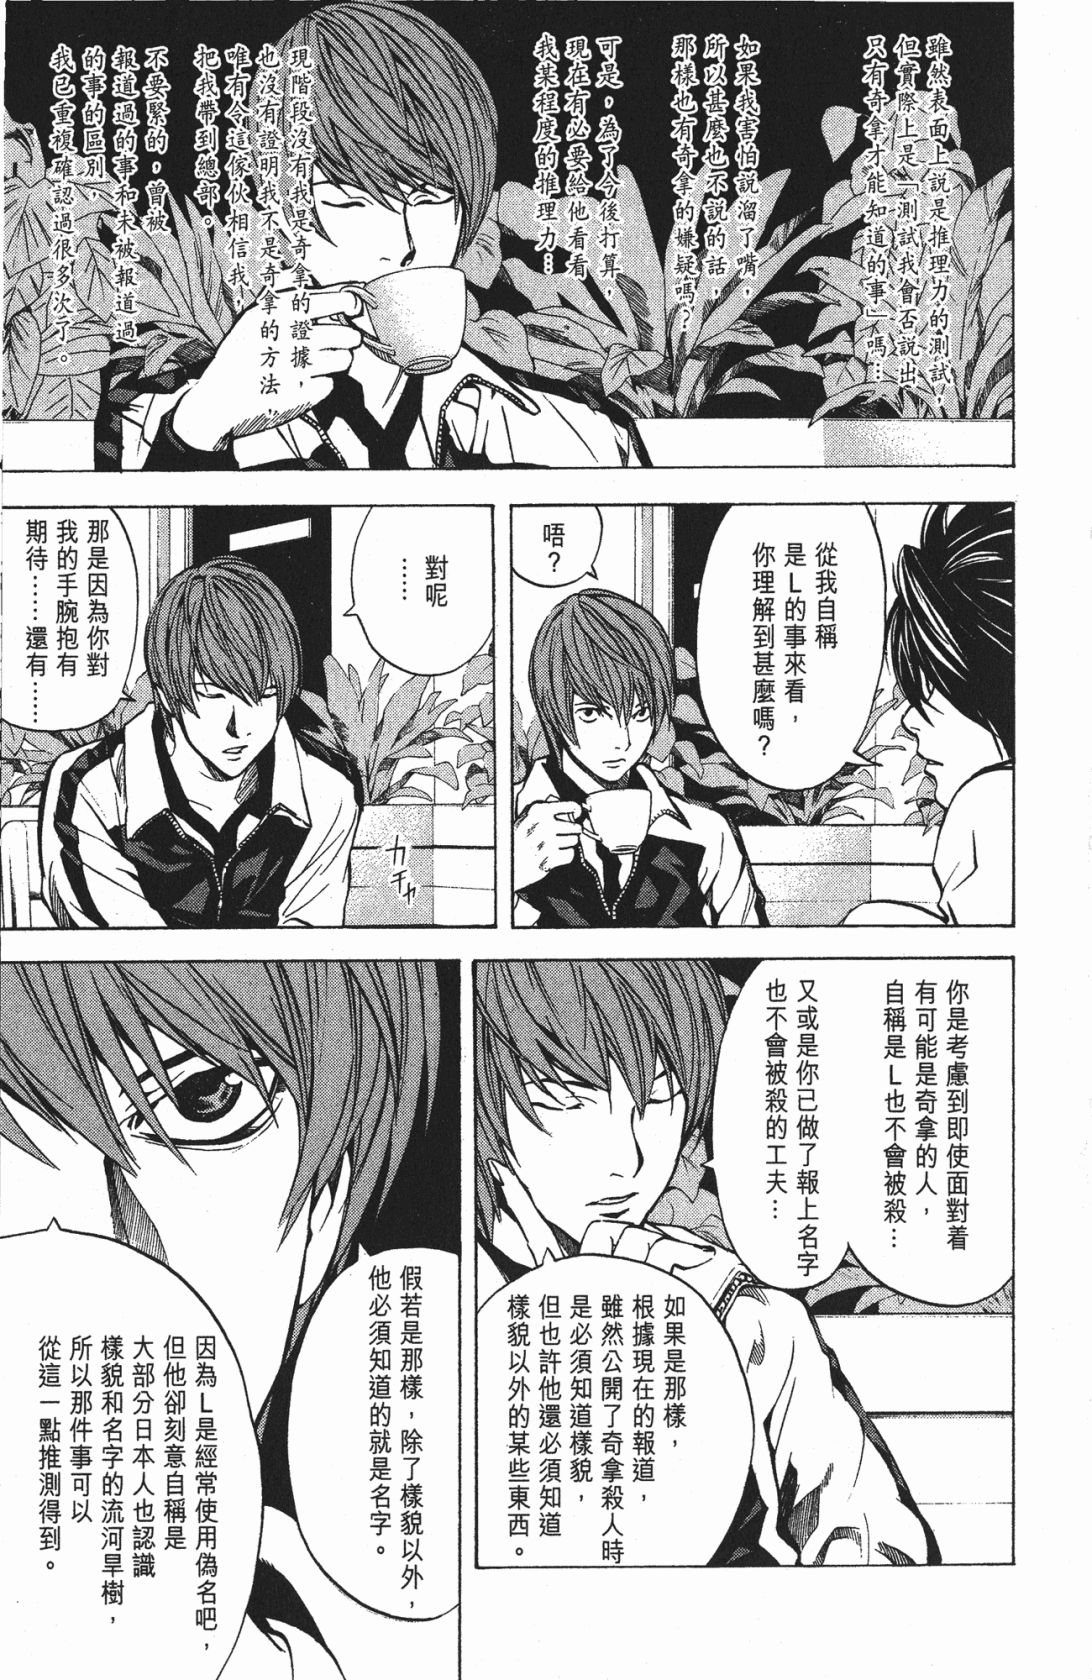 雖然表面上說是推理力的測試，
但實際上是「測試我會否說出
只有奇拿才能知道的事」嗎…
如果我害怕說溜了嘴，
所以甚麼也不說的話，
那樣也有奇拿的嫌疑嗎？
可是，為了今後打算，
現在有必要給他看看
我某程度的推理力…
現階段沒有我是奇拿的證據，
也沒有證明我不是奇拿的方法，
唯有令這傢伙相信我，
把我帶到總部。
不要緊的，曾被
報道過的事和未被報道過
的事的區別，
我已重複確認過很多次了。
從我自稱
是L的事來看，
你理解到甚麼嗎？
唔？
對呢
……
カチャ
那是因為你對
我的手腕抱有
期待……還有……
你是考慮到即使面對着
有可能是奇拿的人，
自稱是L也不會被殺…
又或是你已做了報上名字
也不會被殺的工夫…
如果是那樣，
根據現在的報道，
雖然公開了奇拿殺人時
是必須知道樣貌，
但也許他還必須知道
樣貌以外的某些東西。
假若是那樣，除了樣貌以外，
他必須知道的就是名字。
因為L是經常使用偽名吧，
但他卻刻意自稱是
大部分日本人也認識
樣貌和名字的流河旱樹，
所以那件事可以
從這一點推測得到。